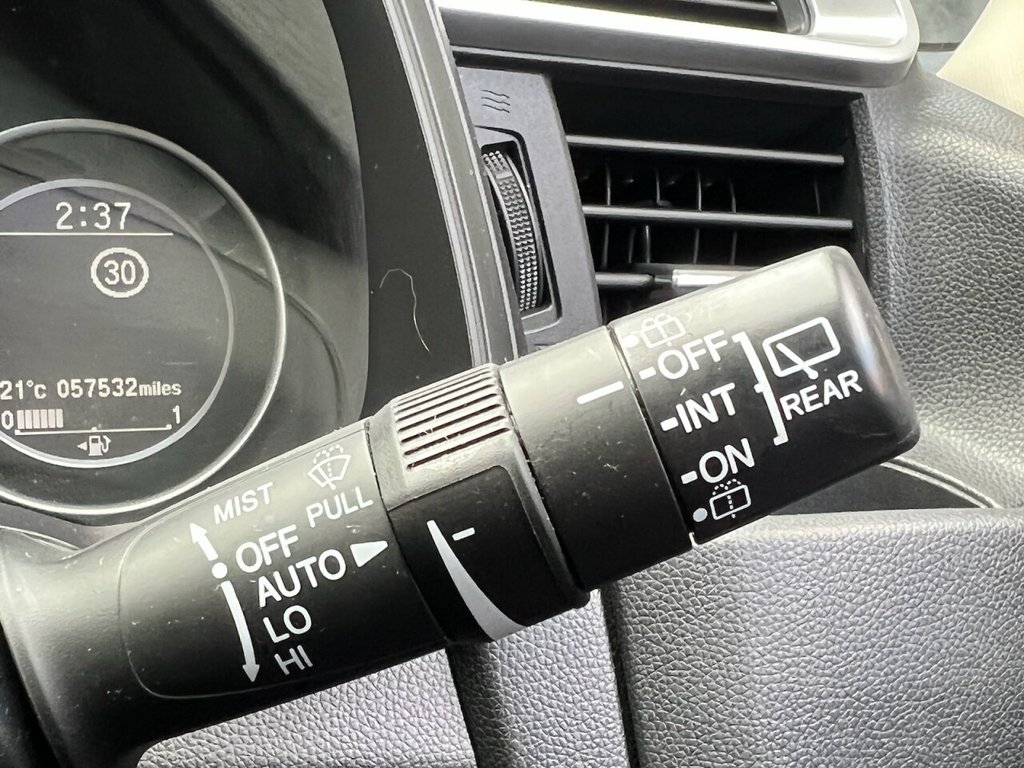 2:37
30
21°c 057532miles
0 1
MIST
PULL
OFF
AUTO
LO
HI
-OFF
-INT
-ON
REAR